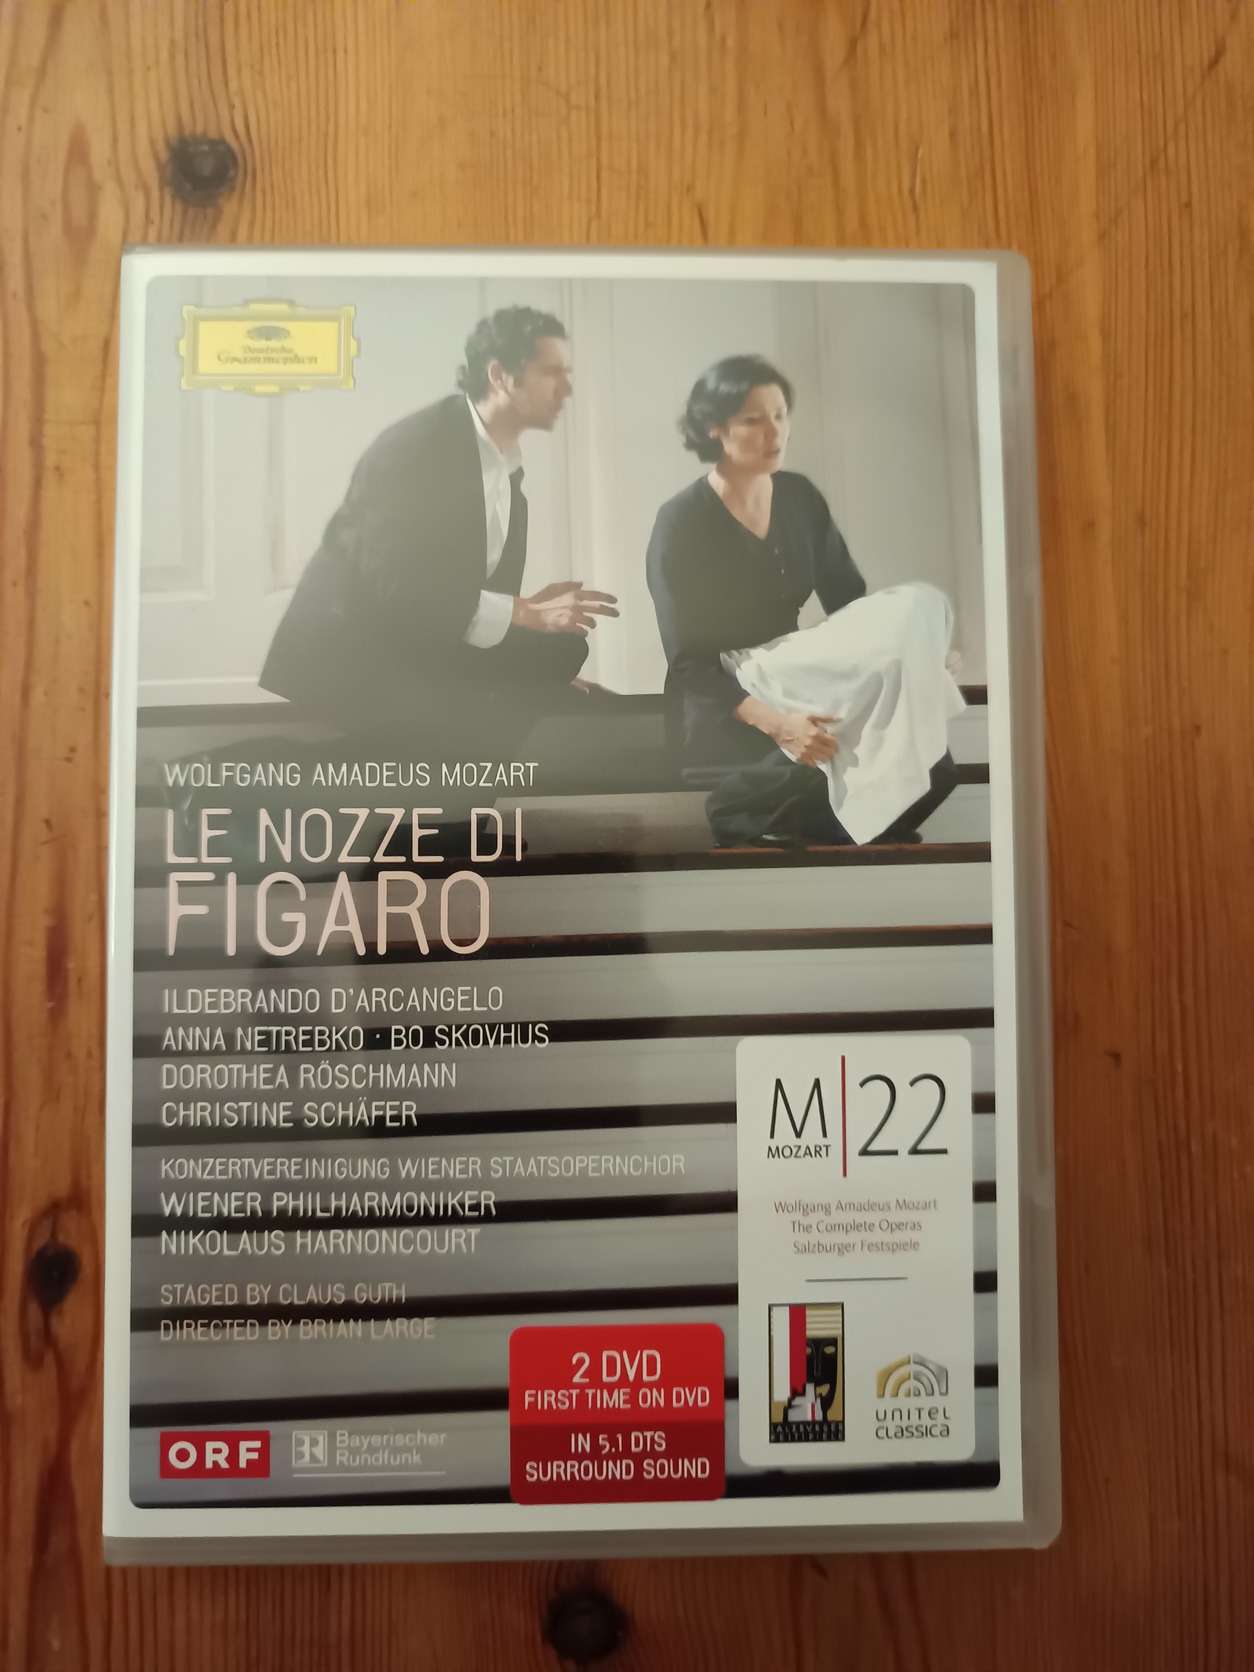 Deutsche
Grammophon
WOLFGANG AMADEUS MOZART
LE NOZZE DI
FIGARO
ILDEBRANDO D'ARCANGELO
ANNA NETREBKO · BO SKOVHUS
DOROTHEA RÖSCHMANN
CHRISTINE SCHÄFER
KONZERTVEREINIGUNG WIENER STAATSOPERNCHOR
WIENER PHILHARMONIKER
NIKOLAUS HARNONCOURT
STAGED BY CLAUS GUTH
DIRECTED BY BRIAN LARGE
ORF
BR Bayerischer
Rundfunk
2 DVD
FIRST TIME ON DVD
IN 5.1 DTS
SURROUND SOUND
M|22
MOZART
Wolfgang Amadeus Mozart
The Complete Operas
Salzburger Festspiele
SALZBURGER
FESTSPIELE
UNITEL
CLASSICA